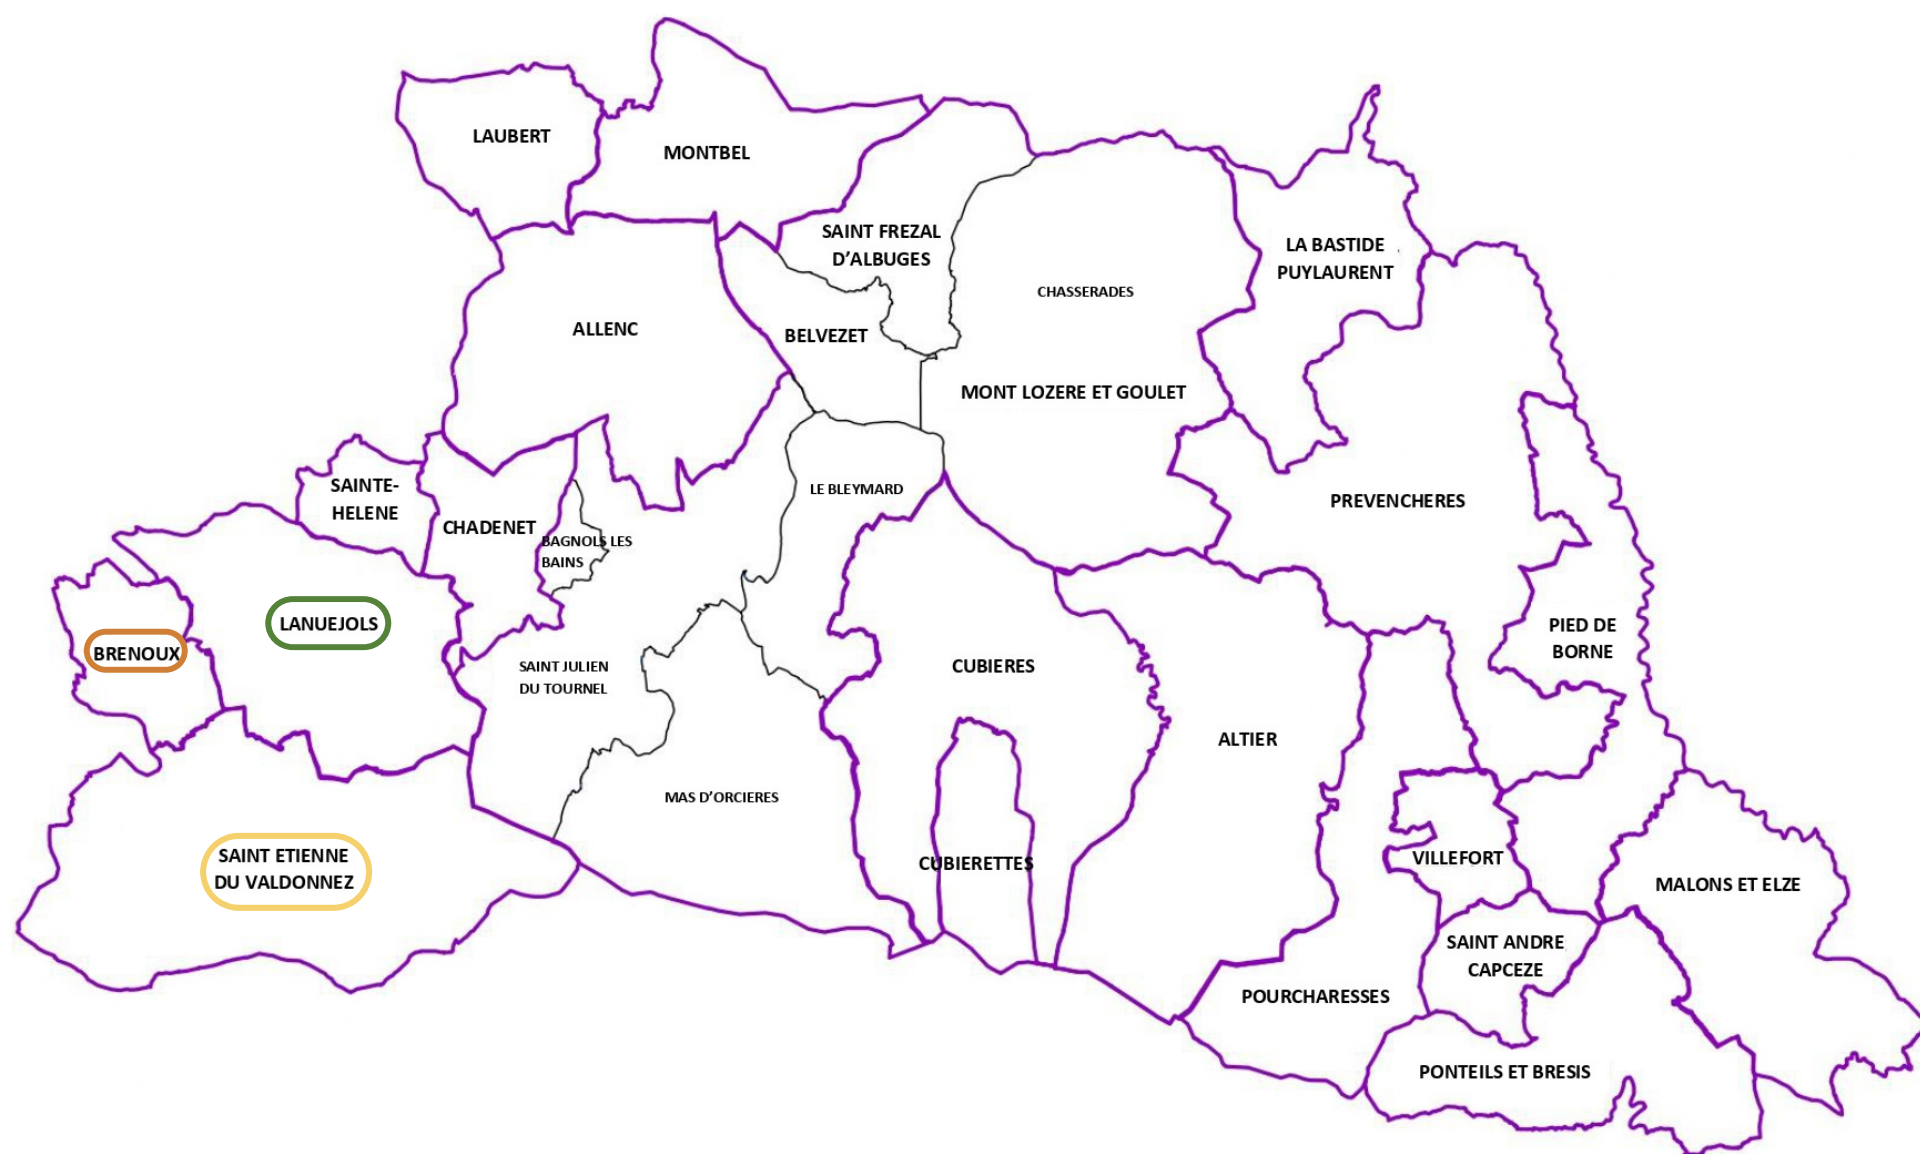 LAUBERT
MONTBEL
SAINT FREZAL
D'ALBUGES
LA BASTIDE
PUYLAURENT
CHASSERADES
ALLENC
BELVEZET
MONT LOZERE ET GOULET
SAINTE-
HELENE
LE BLEYMARD
PREVENCHERES
CHADENET
BAGNOLS LES
BAINS
LANUEJOLS
PIED DE
BORNE
BRENOUX
SAINT JULIEN
DU TOURNEL
CUBIERES
ALTIER
MAS D'ORCIERES
SAINT ETIENNE
DU VALDONNEZ
CUBIERETTES
VILLEFORT
MALONS ET ELZE
SAINT ANDRE
CAPCEZE
POURCHARESSES
PONTEILS ET BRESIS